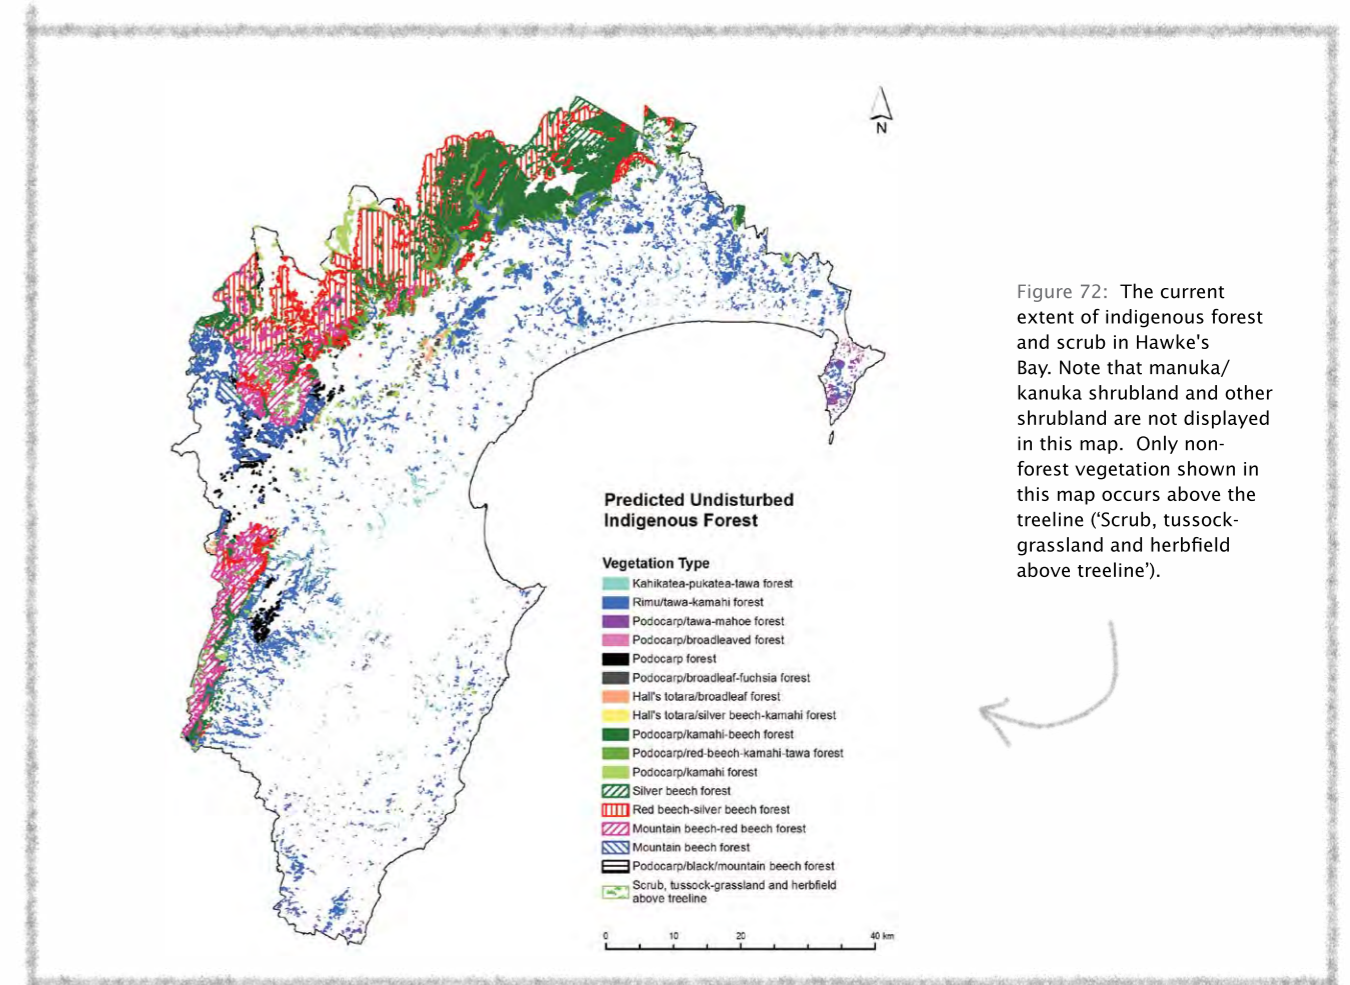 N
Figure 72:  The current
extent of indigenous forest
and scrub in Hawke's
Bay. Note that manuka/
kanuka shrubland and other
shrubland are not displayed
in this map.  Only non-
forest vegetation shown in
this map occurs above the
treeline (‘Scrub, tussock-
grassland and herbfield
above treeline’).
Predicted Undisturbed
Indigenous Forest
Vegetation Type
Kahikatea-pukatea-tawa forest
Rimu/tawa-kamahi forest
Podocarp/tawa-mahoe forest
Podocarp/broadleaved forest
Podocarp forest
Podocarp/broadleaf-fuchsia forest
Hall's totara/broadleaf forest
Hall's totara/silver beech-kamahi forest
Podocarp/kamahi-beech forest
Podocarp/red-beech-kamahi-tawa forest
Podocarp/kamahi forest
Silver beech forest
Red beech-silver beech forest
Mountain beech-red beech forest
Mountain beech forest
Podocarp/black/mountain beech forest
Scrub, tussock-grassland and herbfield
above treeline
0 10 20 40 km